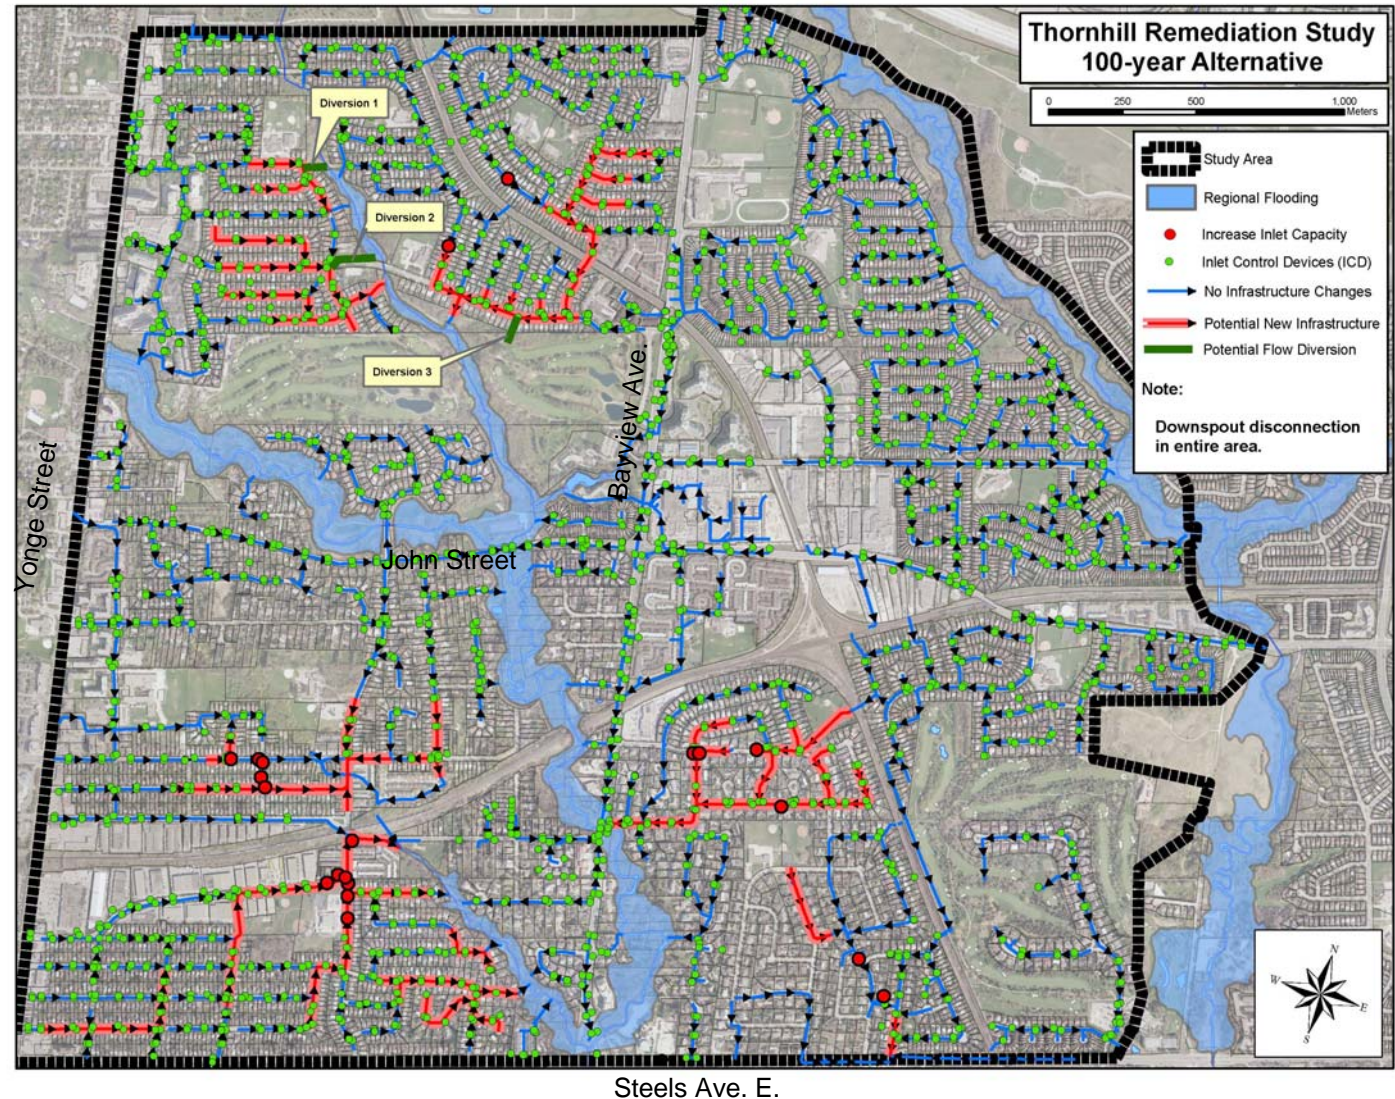 Thornhill Remediation Study
100-year Alternative
0 250 500 1,000
Meters
Study Area
Regional Flooding
Increase Inlet Capacity
Inlet Control Devices (ICD)
No Infrastructure Changes
Potential New Infrastructure
Potential Flow Diversion
Note:
Downspout disconnection
in entire area.
Diversion 1
Diversion 2
Diversion 3
Bayview Ave.
Yonge Street
John Street
N
W
E
S
Steels Ave. E.